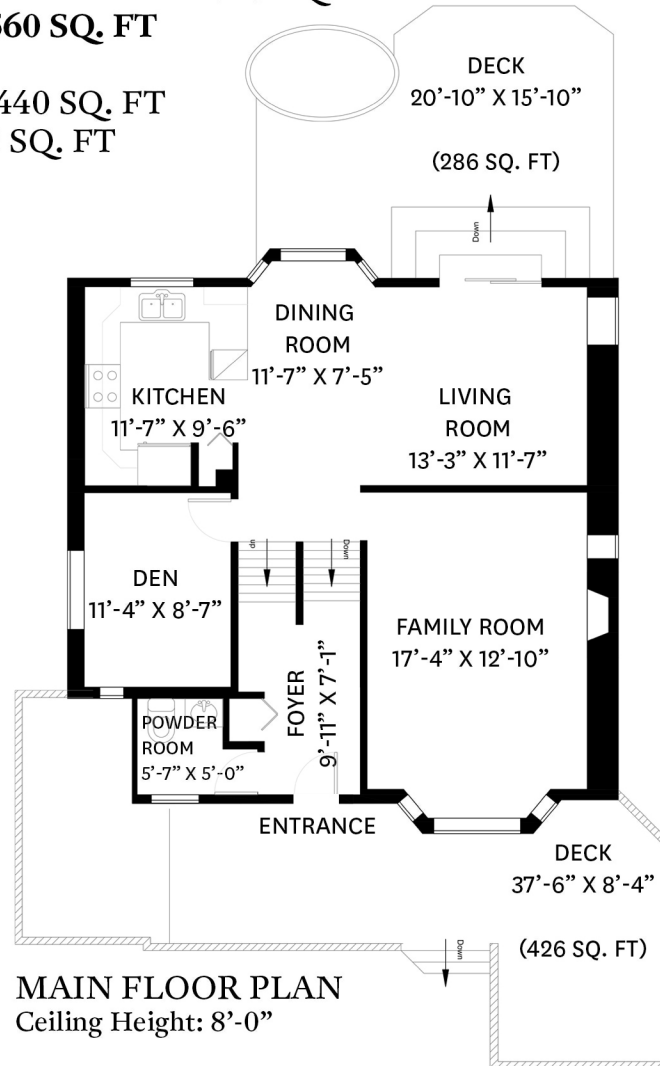 560 SQ. FT
440 SQ. FT
SQ. FT
DECK
20’-10” X 15’-10”
(286 SQ. FT)
Down
DINING
ROOM
11’-7” X 7’-5”
KITCHEN
11’-7” X 9’-6”
LIVING
ROOM
13’-3” X 11’-7”
dn
Down
DEN
11’-4” X 8’-7”
FAMILY ROOM
17’-4” X 12’-10”
FOYER
9’-11” X 7’-1”
POWDER
ROOM
5’-7” X 5’-0”
ENTRANCE
DECK
37’-6” X 8’-4”
(426 SQ. FT)
Down
MAIN FLOOR PLAN
Ceiling Height: 8’-0”